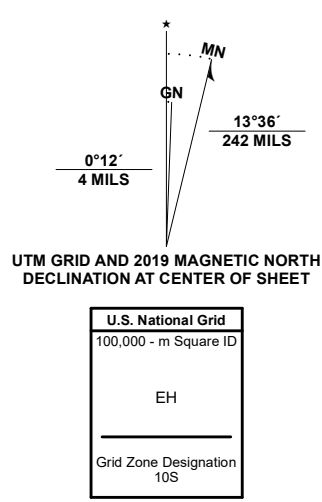 ★
MN
GN
13°36´
242 MILS
0°12´
4 MILS
UTM GRID AND 2019 MAGNETIC NORTH
DECLINATION AT CENTER OF SHEET
U.S. National Grid
100,000 - m Square ID
EH
Grid Zone Designation
10S